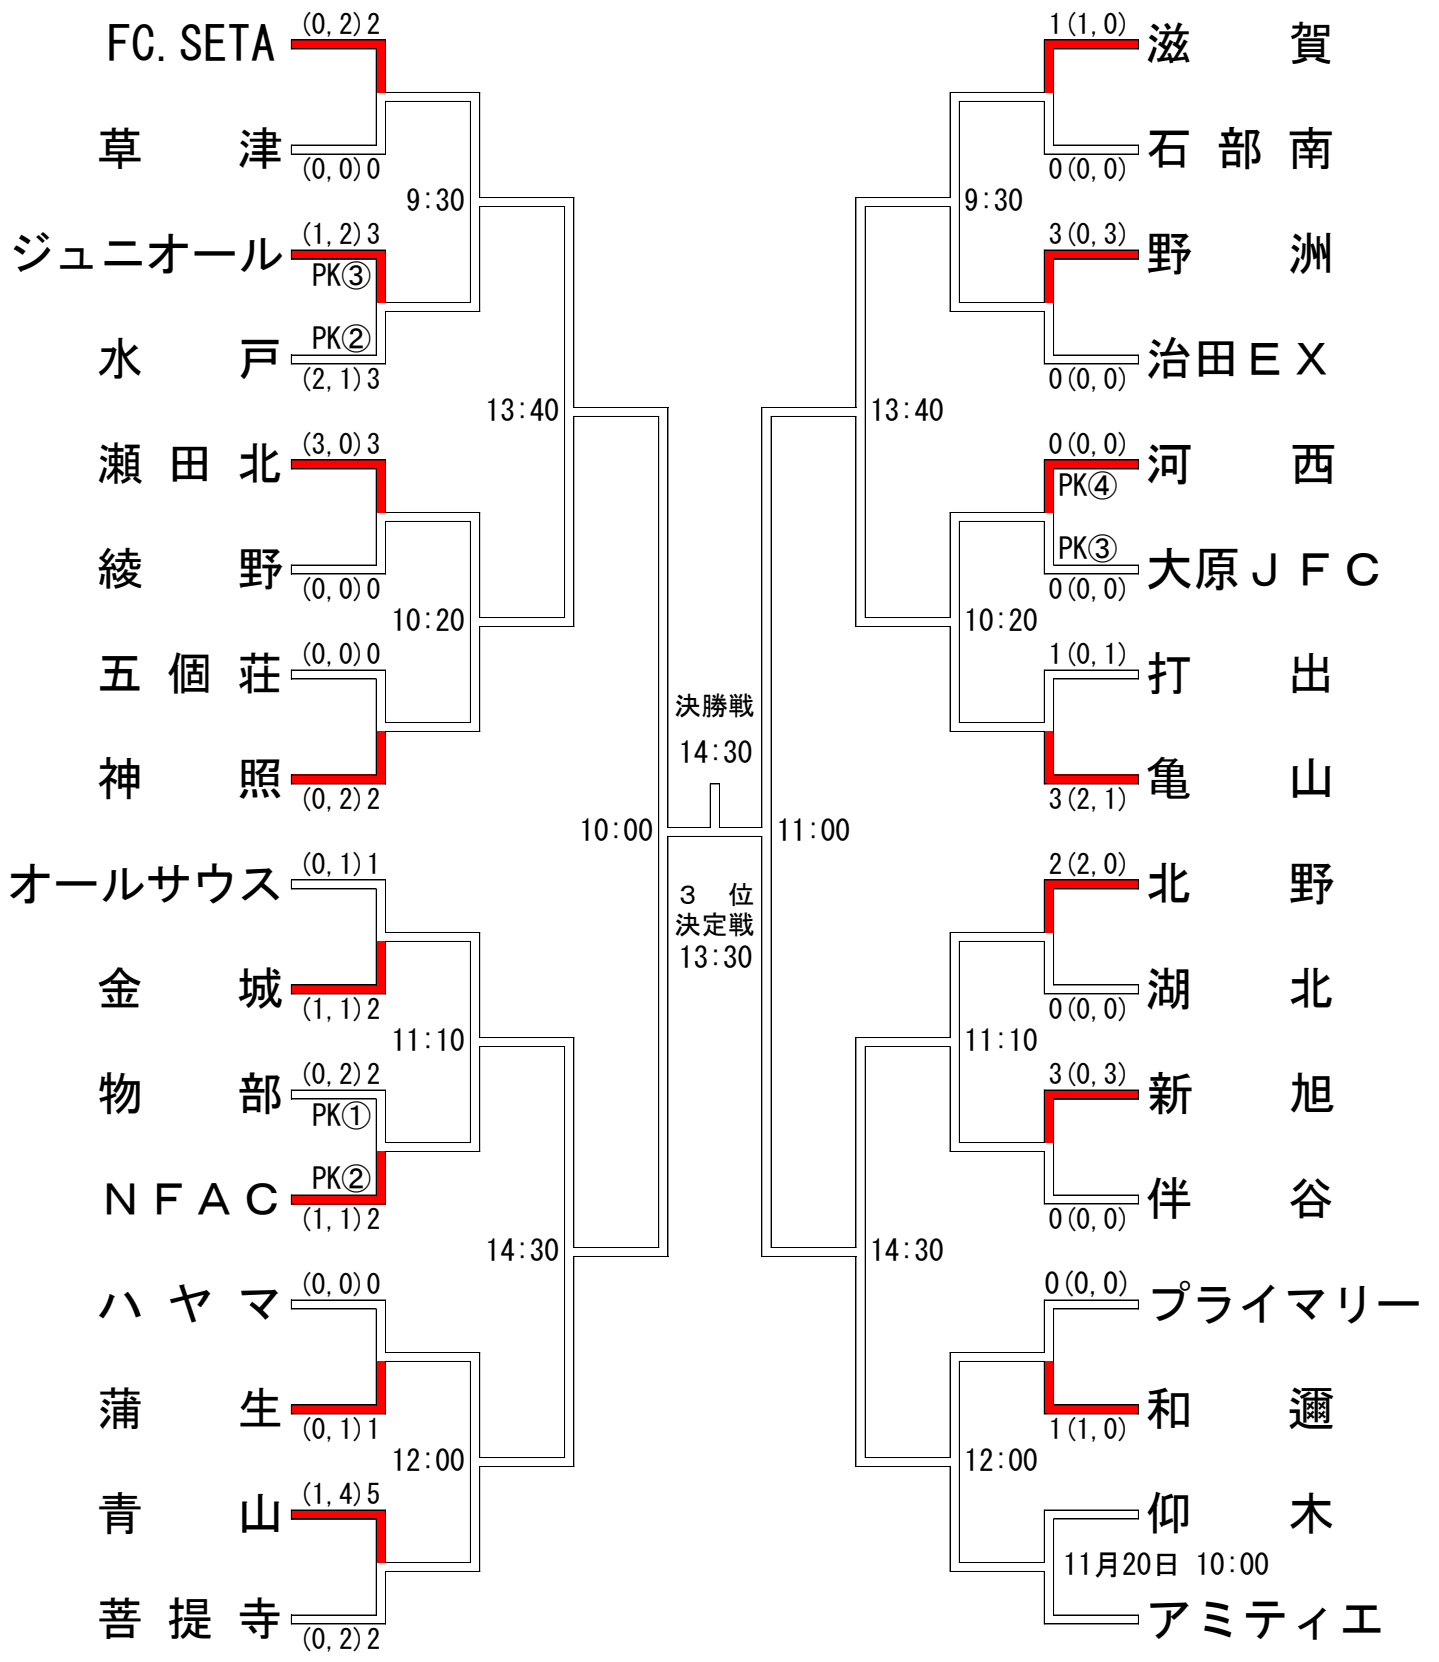 FC.SETA (0,2)2
草津 (0,0)0
9:30
ジュニオール (1,2)3
PK③
PK②
水戸 (2,1)3
13:40
瀬田北 (3,0)3
綾野 (0,0)0
10:20
五個荘 (0,0)0
神照 (0,2)2
10:00
オールサウス (0,1)1
金城 (1,1)2
11:10
物部 (0,2)2
PK①
PK②
NFAC (1,1)2
14:30
ハヤマ (0,0)0
蒲生 (0,1)1
12:00
青山 (1,4)5
菩提寺 (0,2)2
決勝戦
14:30
3位
決定戦
13:30
1(1,0) 滋賀
0(0,0) 石部南
9:30
3(0,3) 野洲
0(0,0) 治田EX
13:40
0(0,0) 河西
PK④
PK③
0(0,0) 大原JFC
10:20
1(0,1) 打出
3(2,1) 亀山
11:00
2(2,0) 北野
0(0,0) 湖北
11:10
3(0,3) 新旭
0(0,0) 伴谷
14:30
0(0,0) プライマリー
1(1,0) 和邇
12:00
仰木
11月20日 10:00
アミティエ